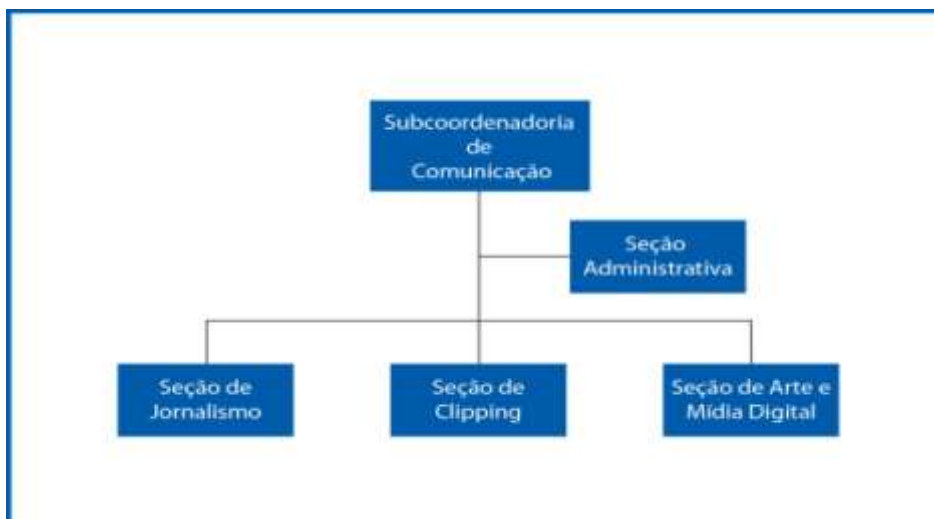 Subcoordenadoria
de
Comunicação
Seção
Administrativa
Seção de
Jornalismo
Seção de
Clipping
Seção de Arte e
Mídia Digital